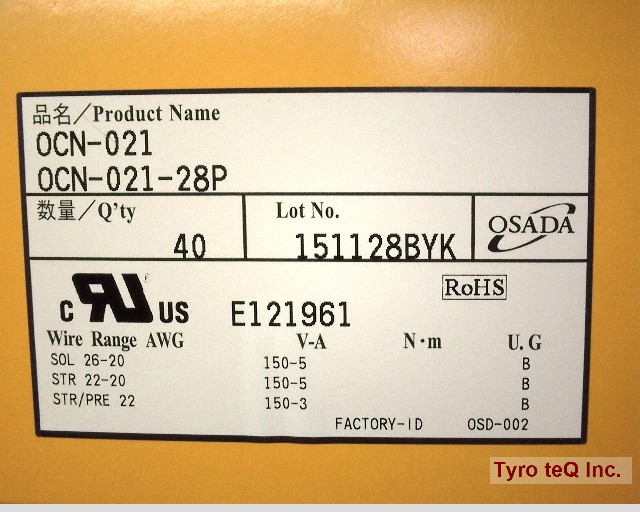 品名/Product Name
OCN-021
OCN-021-28P
数量/Q'ty
40
Lot No.
151128BYK
OSADA
C RU US E121961
RoHS
Wire Range AWG V-A N·m U.G
SOL 26-20 150-5 B
STR 22-20 150-5 B
STR/PRE 22 150-3 B
FACTORY-ID OSD-002
Tyro teQ Inc.